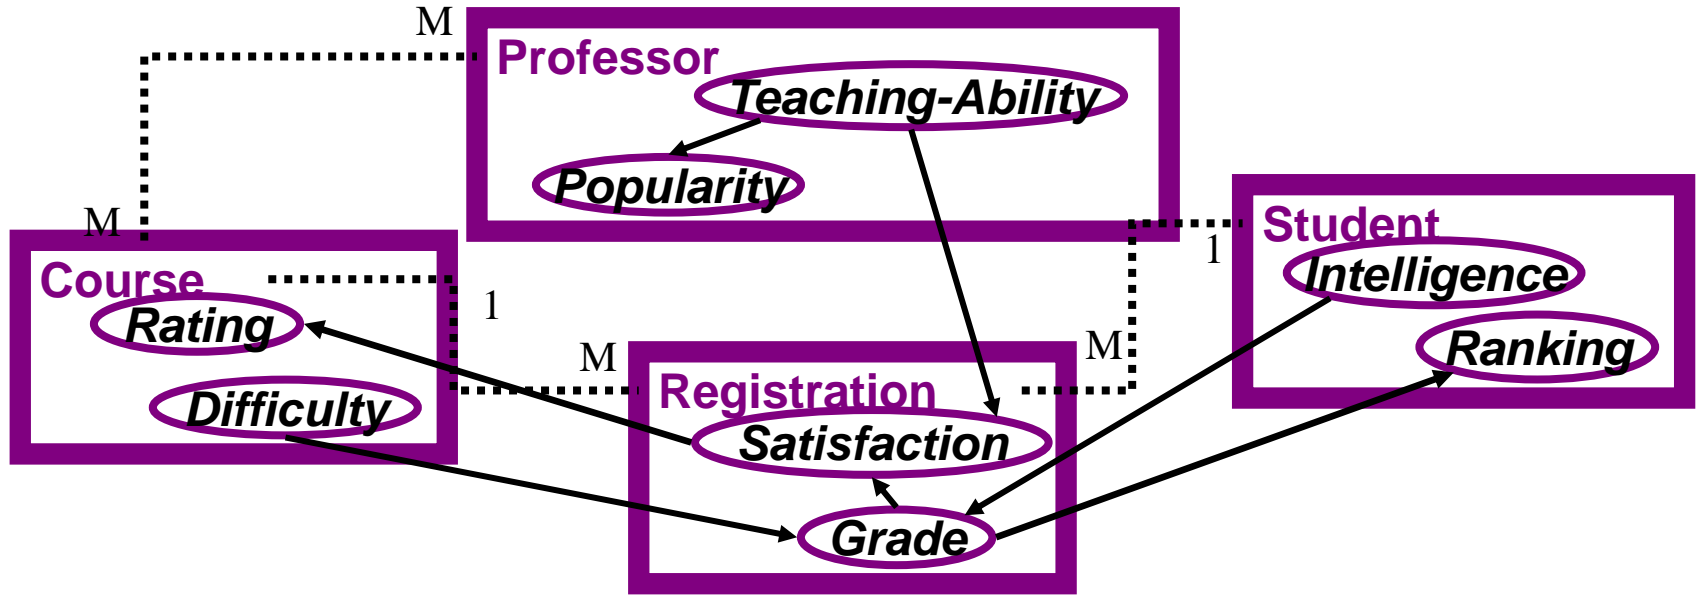 M
Professor
Teaching-Ability
Popularity
M
Course
Rating
Difficulty
1
M
Registration
Satisfaction
Grade
M
1
Student
Intelligence
Ranking